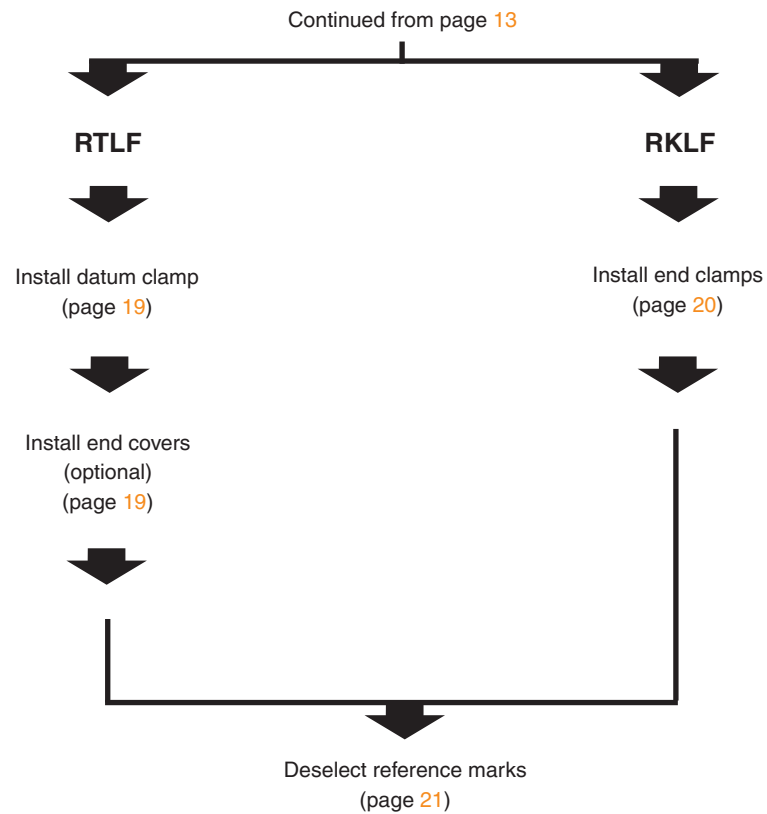 Continued from page 13
RTLF
RKLF
Install datum clamp
(page 19)
Install end clamps
(page 20)
Install end covers
(optional)
(page 19)
Deselect reference marks
(page 21)